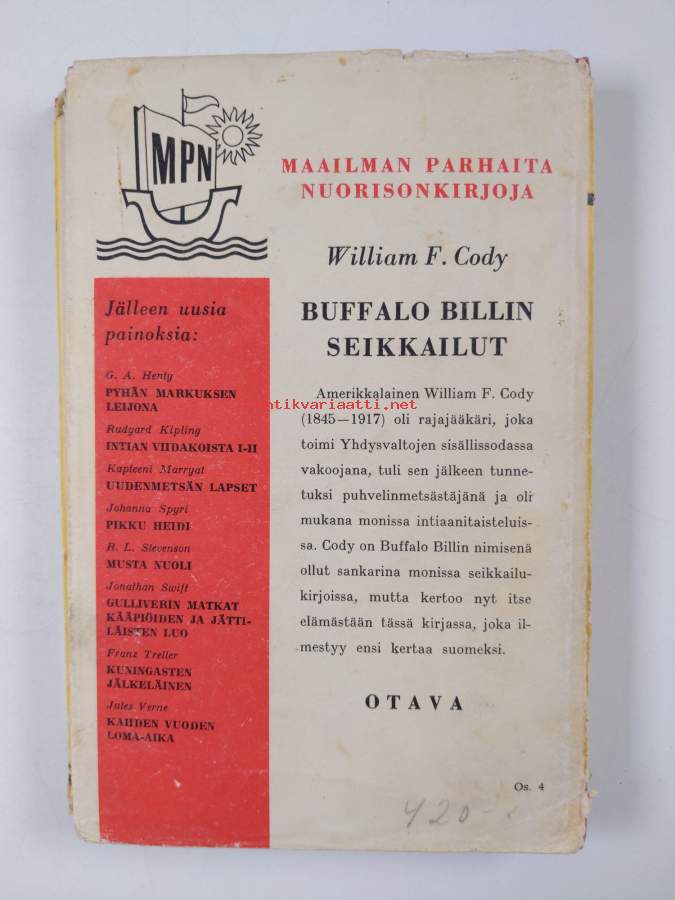 MPN
MAAILMAN PARHAITA
NUORISONKIRJOJA
William F. Cody
BUFFALO BILLIN
SEIKKAILUT
Amerikkalainen William F. Cody
(1845—1917) oli rajajääkäri, joka
toimi Yhdysvaltojen sisällissodassa
vakoojana, tuli sen jälkeen tunne-
tuksi puhvelinmetsästäjänä ja oli
mukana monissa intiaanitaisteluis-
sa. Cody on Buffalo Billin nimisenä
ollut sankarina monissa seikkailu-
kirjoissa, mutta kertoo nyt itse
elämästään tässä kirjassa, joka il-
mestyy ensi kertaa suomeksi.
OTAVA
Os. 4
420-
Jälleen uusia
painoksia:
G. A. Henty
PYHÄN MARKUKSEN
LEIJONA
Rudyard Kipling
INTIAN VIIDAKOISTA I-II
Kapteeni Marryat
UUDENMETSÄN LAPSET
Johanna Spyri
PIKKU HEIDI
R. L. Stevenson
MUSTA NUOLI
Jonathan Swift
GULLIVERIN MATKAT
KÄÄPIÖIDEN JA JÄTTI-
LÄISTEN LUO
Franz Treller
KUNINGASTEN
JÄLKELÄINEN
Jules Verne
KAHDEN VUODEN
LOMA-AIKA
antikvariaatti.net